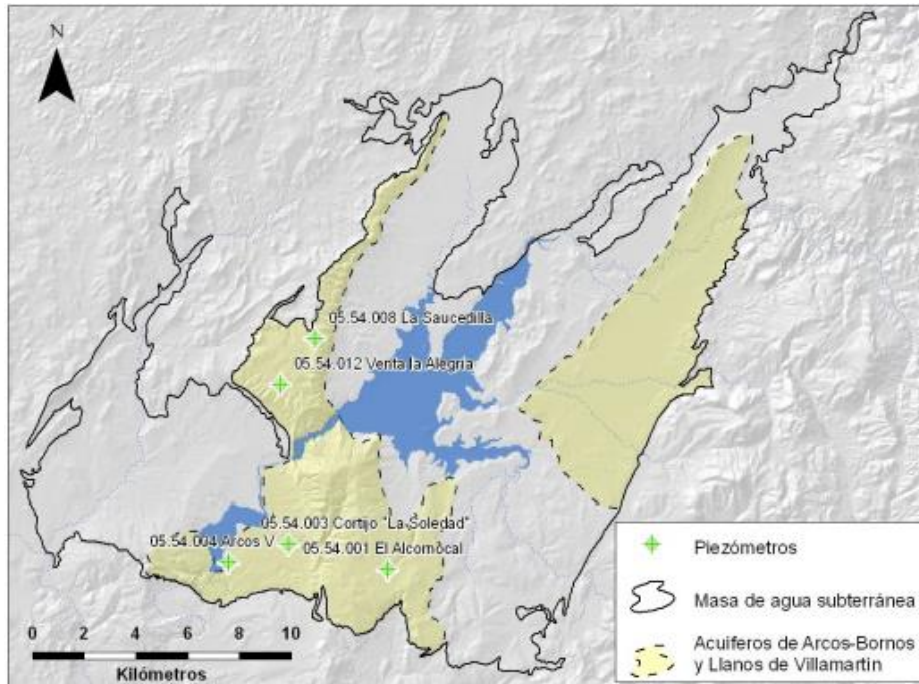 N
05.54.008 La Saucedilla
05.54.012 Venta la Alegría
05.54.003 Cortijo "La Soledad"
05.54.004 Arcos V
05.54.001 El Alcornocal
0 2 4 6 8 10
Kilómetros
Piezómetros
Masa de agua subterránea
Acuíferos de Arcos-Bornos
y Llanos de Villamartín